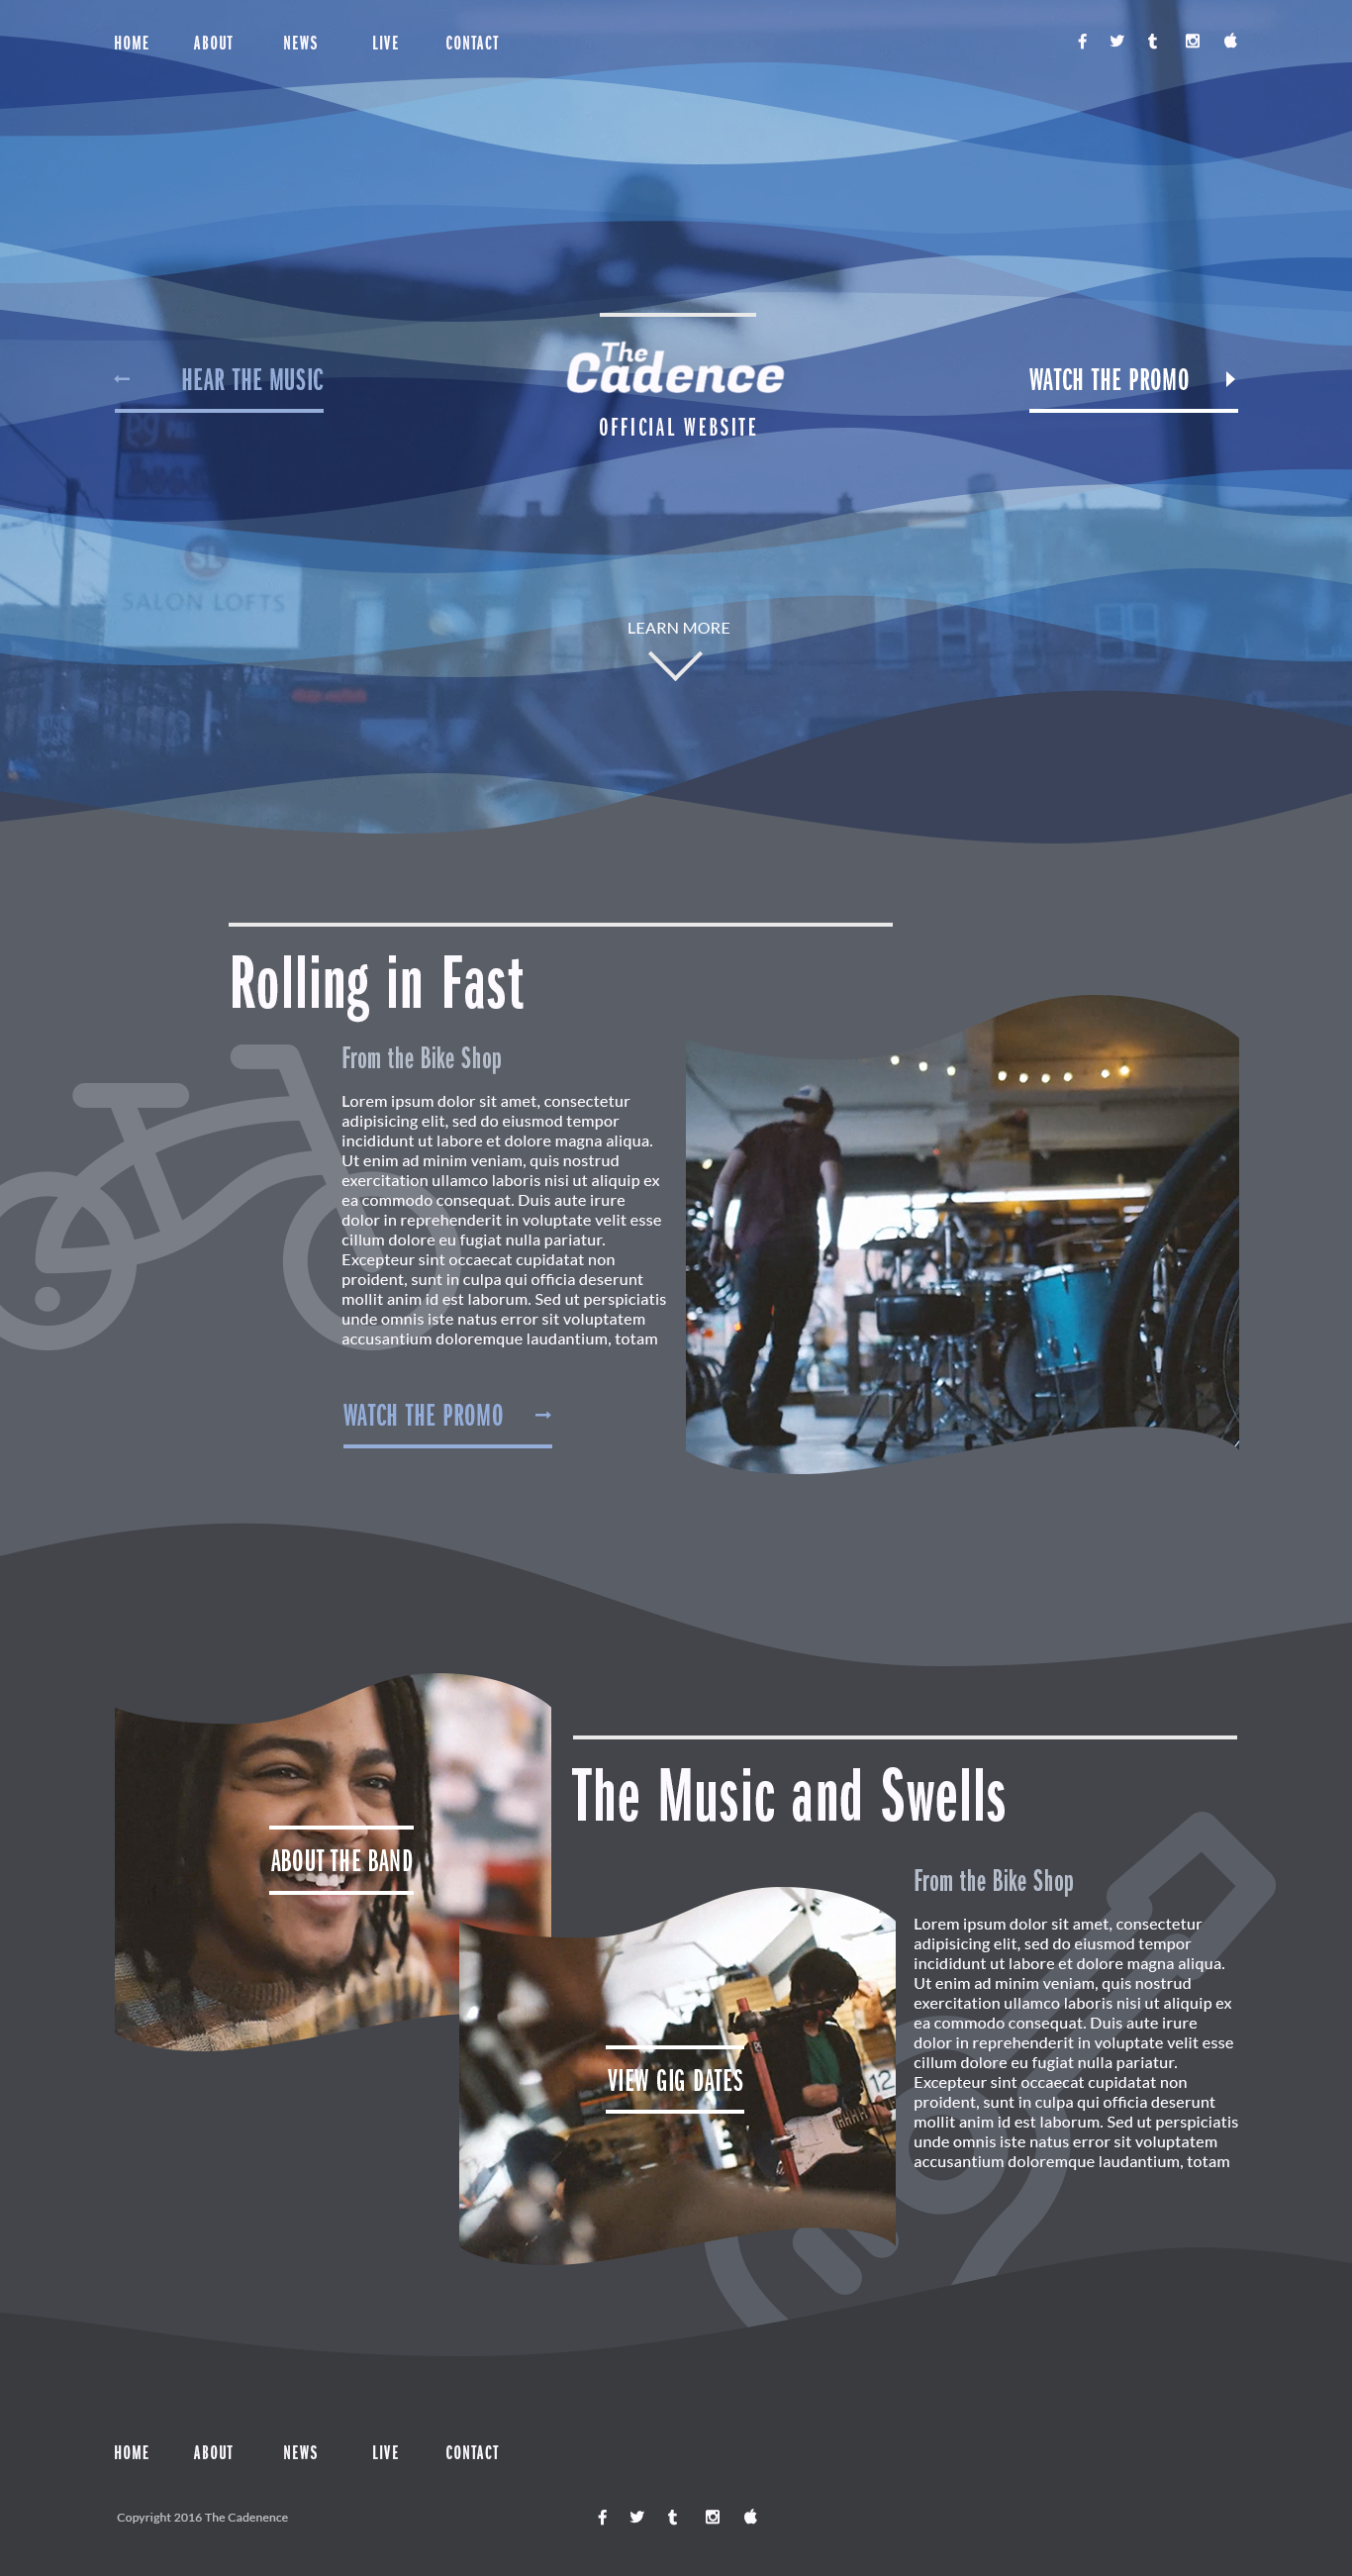 HOME ABOUT NEWS LIVE CONTACT
HEAR THE MUSIC
The
Cadence
OFFICIAL WEBSITE
WATCH THE PROMO
SL
SALON LOFTS
LEARN MORE
Rolling in Fast
From the Bike Shop
Lorem ipsum dolor sit amet, consectetur
adipisicing elit, sed do eiusmod tempor
incididunt ut labore et dolore magna aliqua.
Ut enim ad minim veniam, quis nostrud
exercitation ullamco laboris nisi ut aliquip ex
ea commodo consequat. Duis aute irure
dolor in reprehenderit in voluptate velit esse
cillum dolore eu fugiat nulla pariatur.
Excepteur sint occaecat cupidatat non
proident, sunt in culpa qui officia deserunt
mollit anim id est laborum. Sed ut perspiciatis
unde omnis iste natus error sit voluptatem
accusantium doloremque laudantium, totam
WATCH THE PROMO
ABOUT THE BAND
The Music and Swells
From the Bike Shop
Lorem ipsum dolor sit amet, consectetur
adipisicing elit, sed do eiusmod tempor
incididunt ut labore et dolore magna aliqua.
Ut enim ad minim veniam, quis nostrud
exercitation ullamco laboris nisi ut aliquip ex
ea commodo consequat. Duis aute irure
dolor in reprehenderit in voluptate velit esse
cillum dolore eu fugiat nulla pariatur.
Excepteur sint occaecat cupidatat non
proident, sunt in culpa qui officia deserunt
mollit anim id est laborum. Sed ut perspiciatis
unde omnis iste natus error sit voluptatem
accusantium doloremque laudantium, totam
VIEW GIG DATES
12
HOME ABOUT NEWS LIVE CONTACT
Copyright 2016 The Cadenence